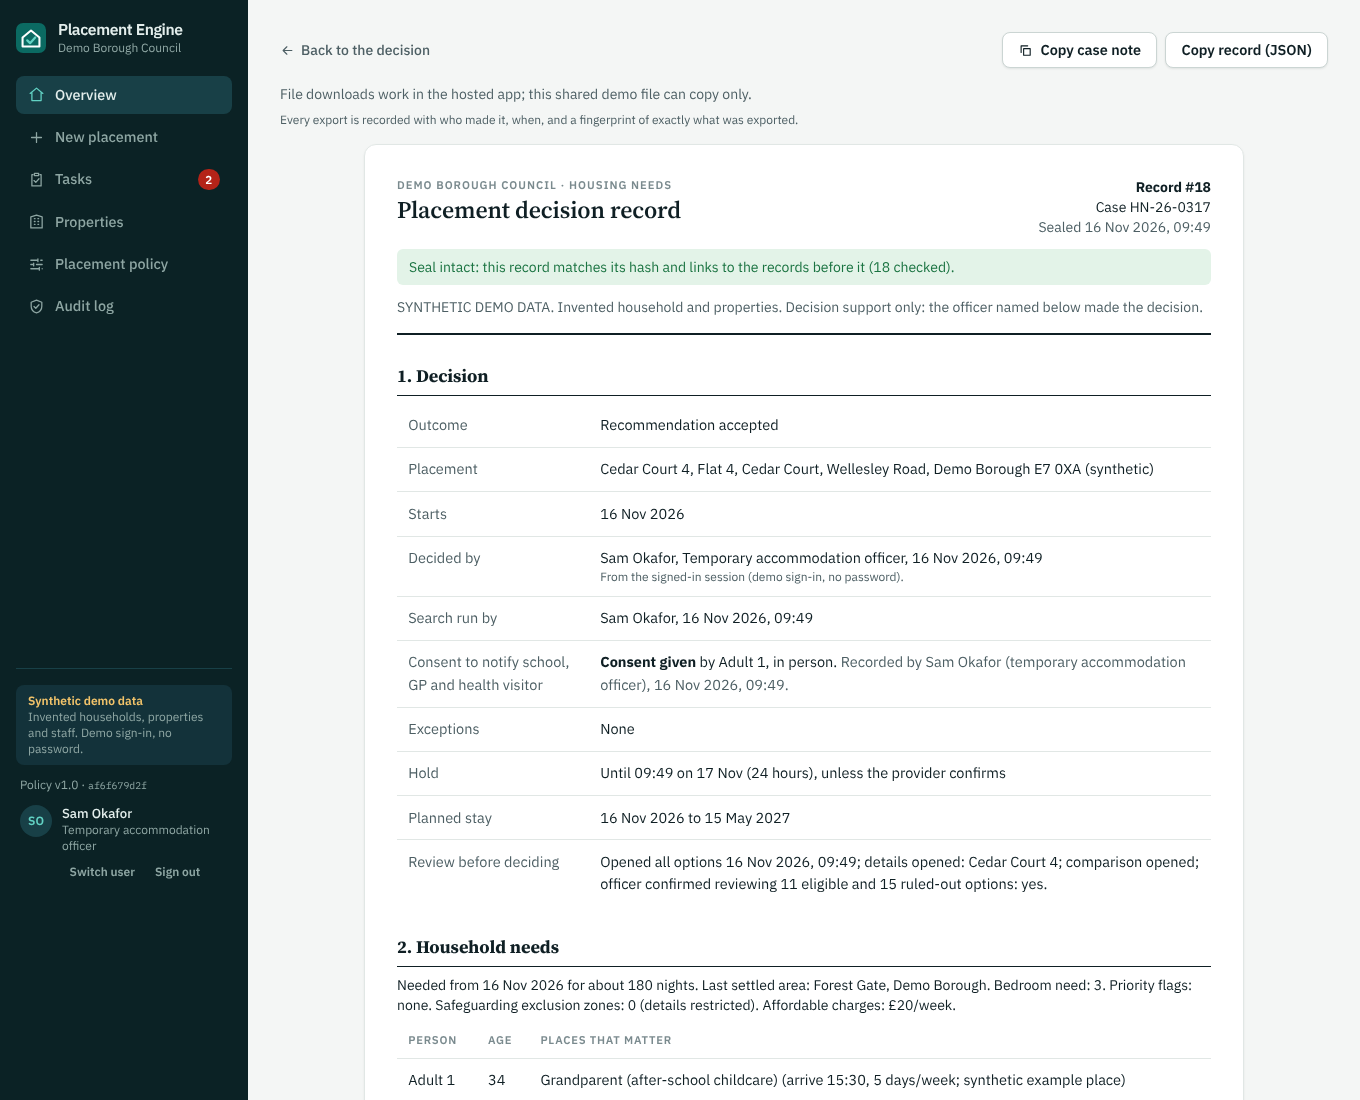 Placement Engine
Demo Borough Council
Overview
New placement
Tasks
2
Properties
Placement policy
Audit log
Synthetic demo data
Invented households, properties
and staff. Demo sign-in, no
password.
Policy v1.0 · af6f679d2f
SO
Sam Okafor
Temporary accommodation
officer
Switch user
Sign out
← Back to the decision
Copy case note
Copy record (JSON)
File downloads work in the hosted app; this shared demo file can copy only.
Every export is recorded with who made it, when, and a fingerprint of exactly what was exported.
DEMO BOROUGH COUNCIL · HOUSING NEEDS
Placement decision record
Record #18
Case HN-26-0317
Sealed 16 Nov 2026, 09:49
Seal intact: this record matches its hash and links to the records before it (18 checked).
SYNTHETIC DEMO DATA. Invented household and properties. Decision support only: the officer named below made the decision.
1. Decision
Outcome
Recommendation accepted
Placement
Cedar Court 4, Flat 4, Cedar Court, Wellesley Road, Demo Borough E7 0XA (synthetic)
Starts
16 Nov 2026
Decided by
Sam Okafor, Temporary accommodation officer, 16 Nov 2026, 09:49
From the signed-in session (demo sign-in, no password).
Search run by
Sam Okafor, 16 Nov 2026, 09:49
Consent to notify school,
GP and health visitor
Consent given by Adult 1, in person. Recorded by Sam Okafor (temporary accommodation
officer), 16 Nov 2026, 09:49.
Exceptions
None
Hold
Until 09:49 on 17 Nov (24 hours), unless the provider confirms
Planned stay
16 Nov 2026 to 15 May 2027
Review before deciding
Opened all options 16 Nov 2026, 09:49; details opened: Cedar Court 4; comparison opened;
officer confirmed reviewing 11 eligible and 15 ruled-out options: yes.
2. Household needs
Needed from 16 Nov 2026 for about 180 nights. Last settled area: Forest Gate, Demo Borough. Bedroom need: 3. Priority flags:
none. Safeguarding exclusion zones: 0 (details restricted). Affordable charges: £20/week.
PERSON AGE PLACES THAT MATTER
Adult 1 34 Grandparent (after-school childcare) (arrive 15:30, 5 days/week; synthetic example place)